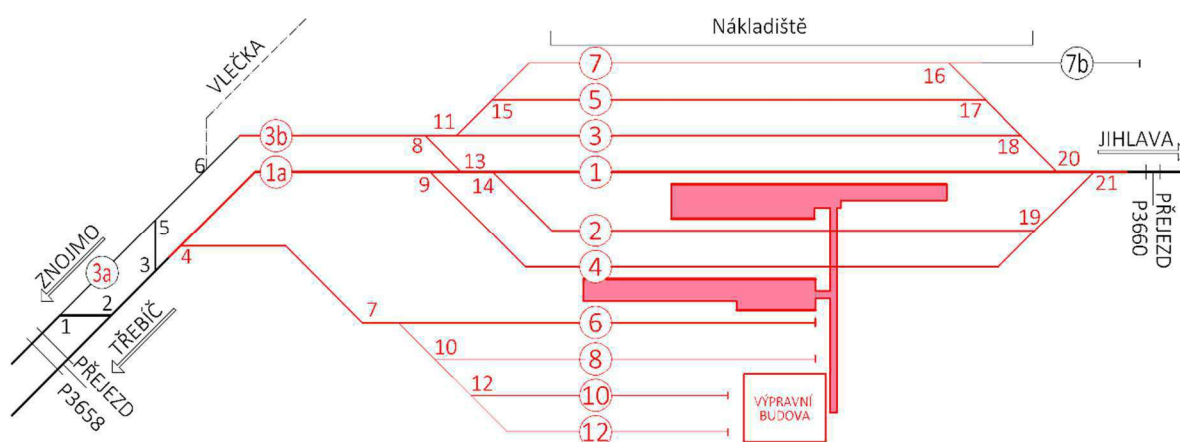 Nákladiště
VLEČKA
7
7b
16
15
5
17
11
3b
3
8
18
6
1a
13
1
20
JIHLAVA
9
14
21
PŘEJEZD
P3660
5
2
19
ZNOJMO
3a
3
4
4
TŘEBÍČ
2
1
7
6
PŘEJEZD
P3658
10
8
12
10
VÝPRAVNÍ
BUDOVA
12